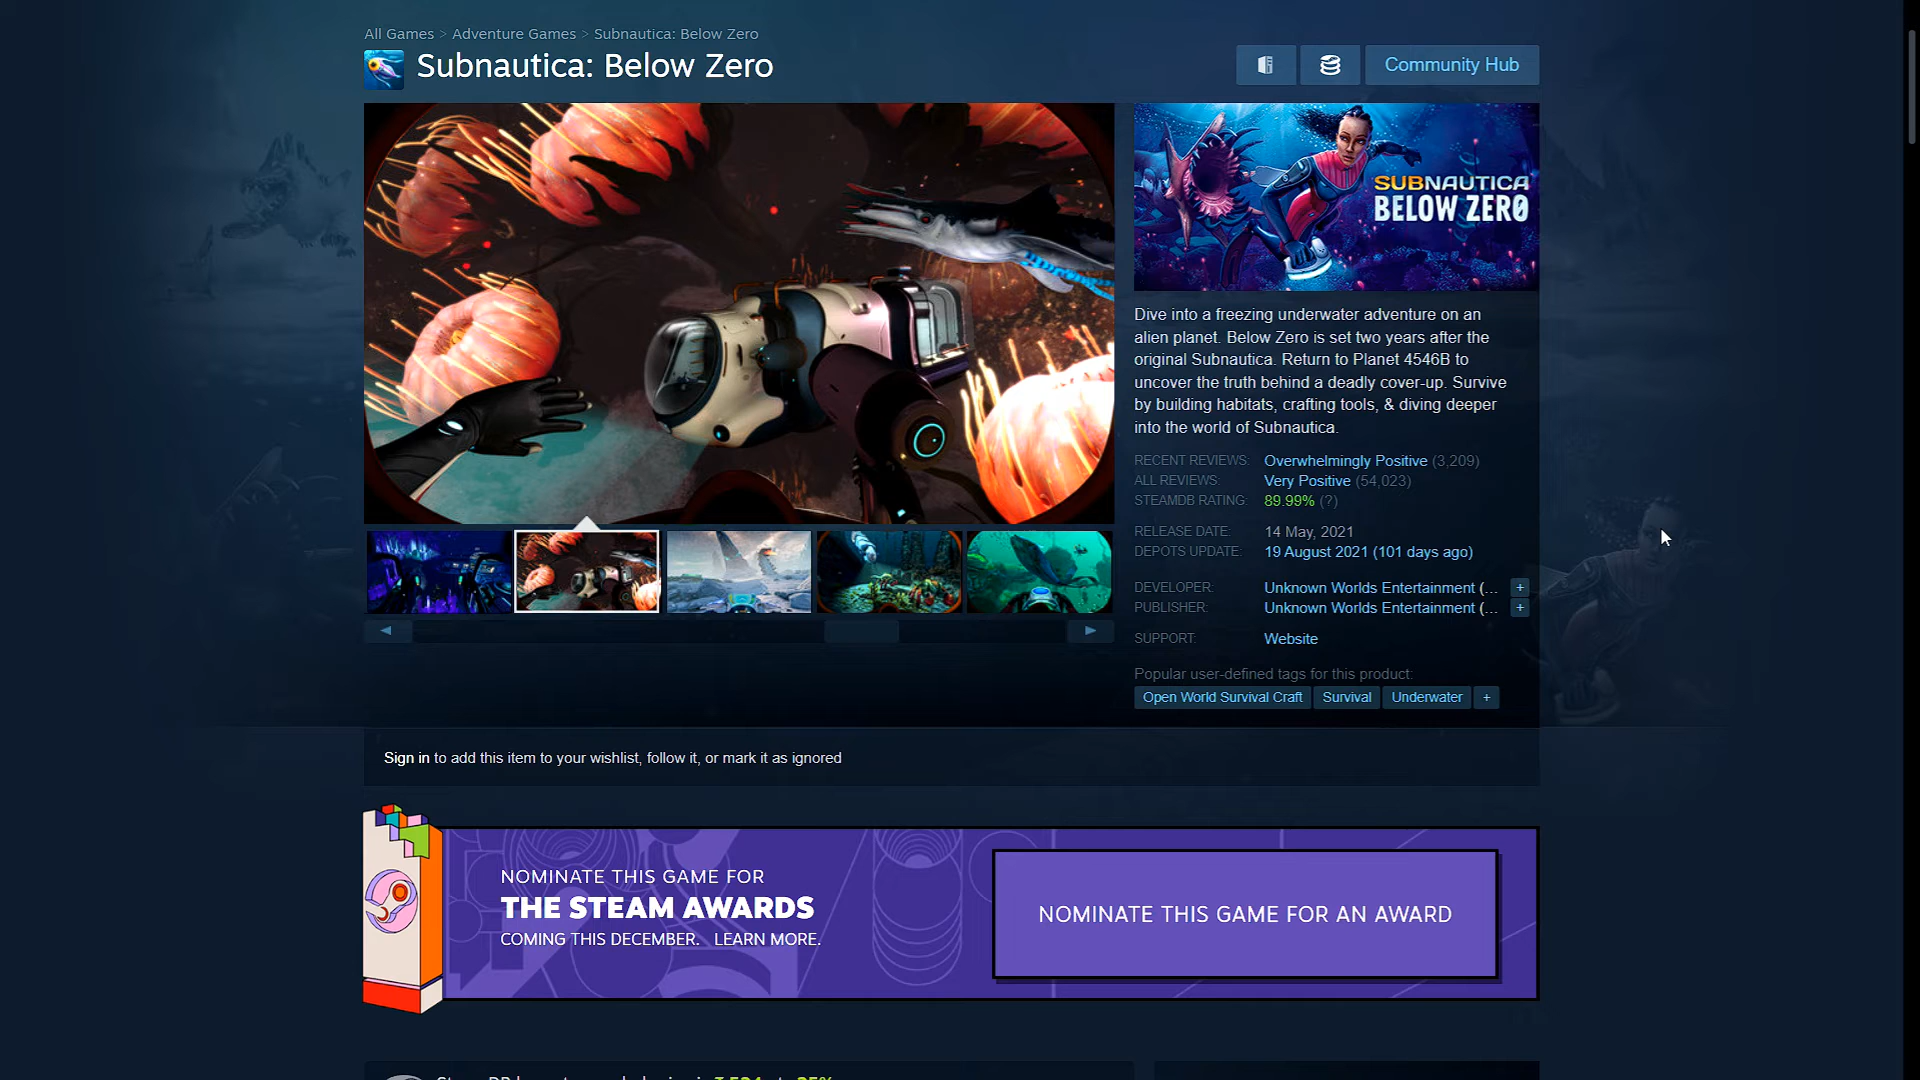 All Games > Adventure Games > Subnautica: Below Zero
Subnautica: Below Zero
Community Hub
SUBNAUTICA
BELOW ZERO
Dive into a freezing underwater adventure on an
alien planet. Below Zero is set two years after the
original Subnautica. Return to Planet 4546B to
uncover the truth behind a deadly cover-up. Survive
by building habitats, crafting tools, & diving deeper
into the world of Subnautica.
RECENT REVIEWS: Overwhelmingly Positive (3,209)
ALL REVIEWS: Very Positive (54,023)
STEAMDB RATING: 89.99% (?)
RELEASE DATE: 14 May, 2021
DEPOTS UPDATE: 19 August 2021 (101 days ago)
DEVELOPER: Unknown Worlds Entertainment (... +
PUBLISHER: Unknown Worlds Entertainment (... +
SUPPORT: Website
Popular user-defined tags for this product:
Open World Survival Craft Survival Underwater +
Sign in to add this item to your wishlist, follow it, or mark it as ignored
NOMINATE THIS GAME FOR
THE STEAM AWARDS
COMING THIS DECEMBER. LEARN MORE.
NOMINATE THIS GAME FOR AN AWARD